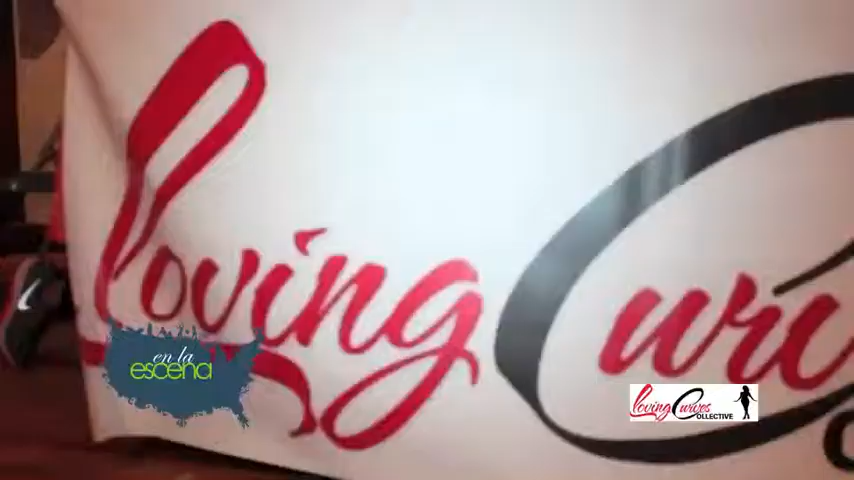 loving Curv
en la
escena
loving Curves
COLLECTIVE